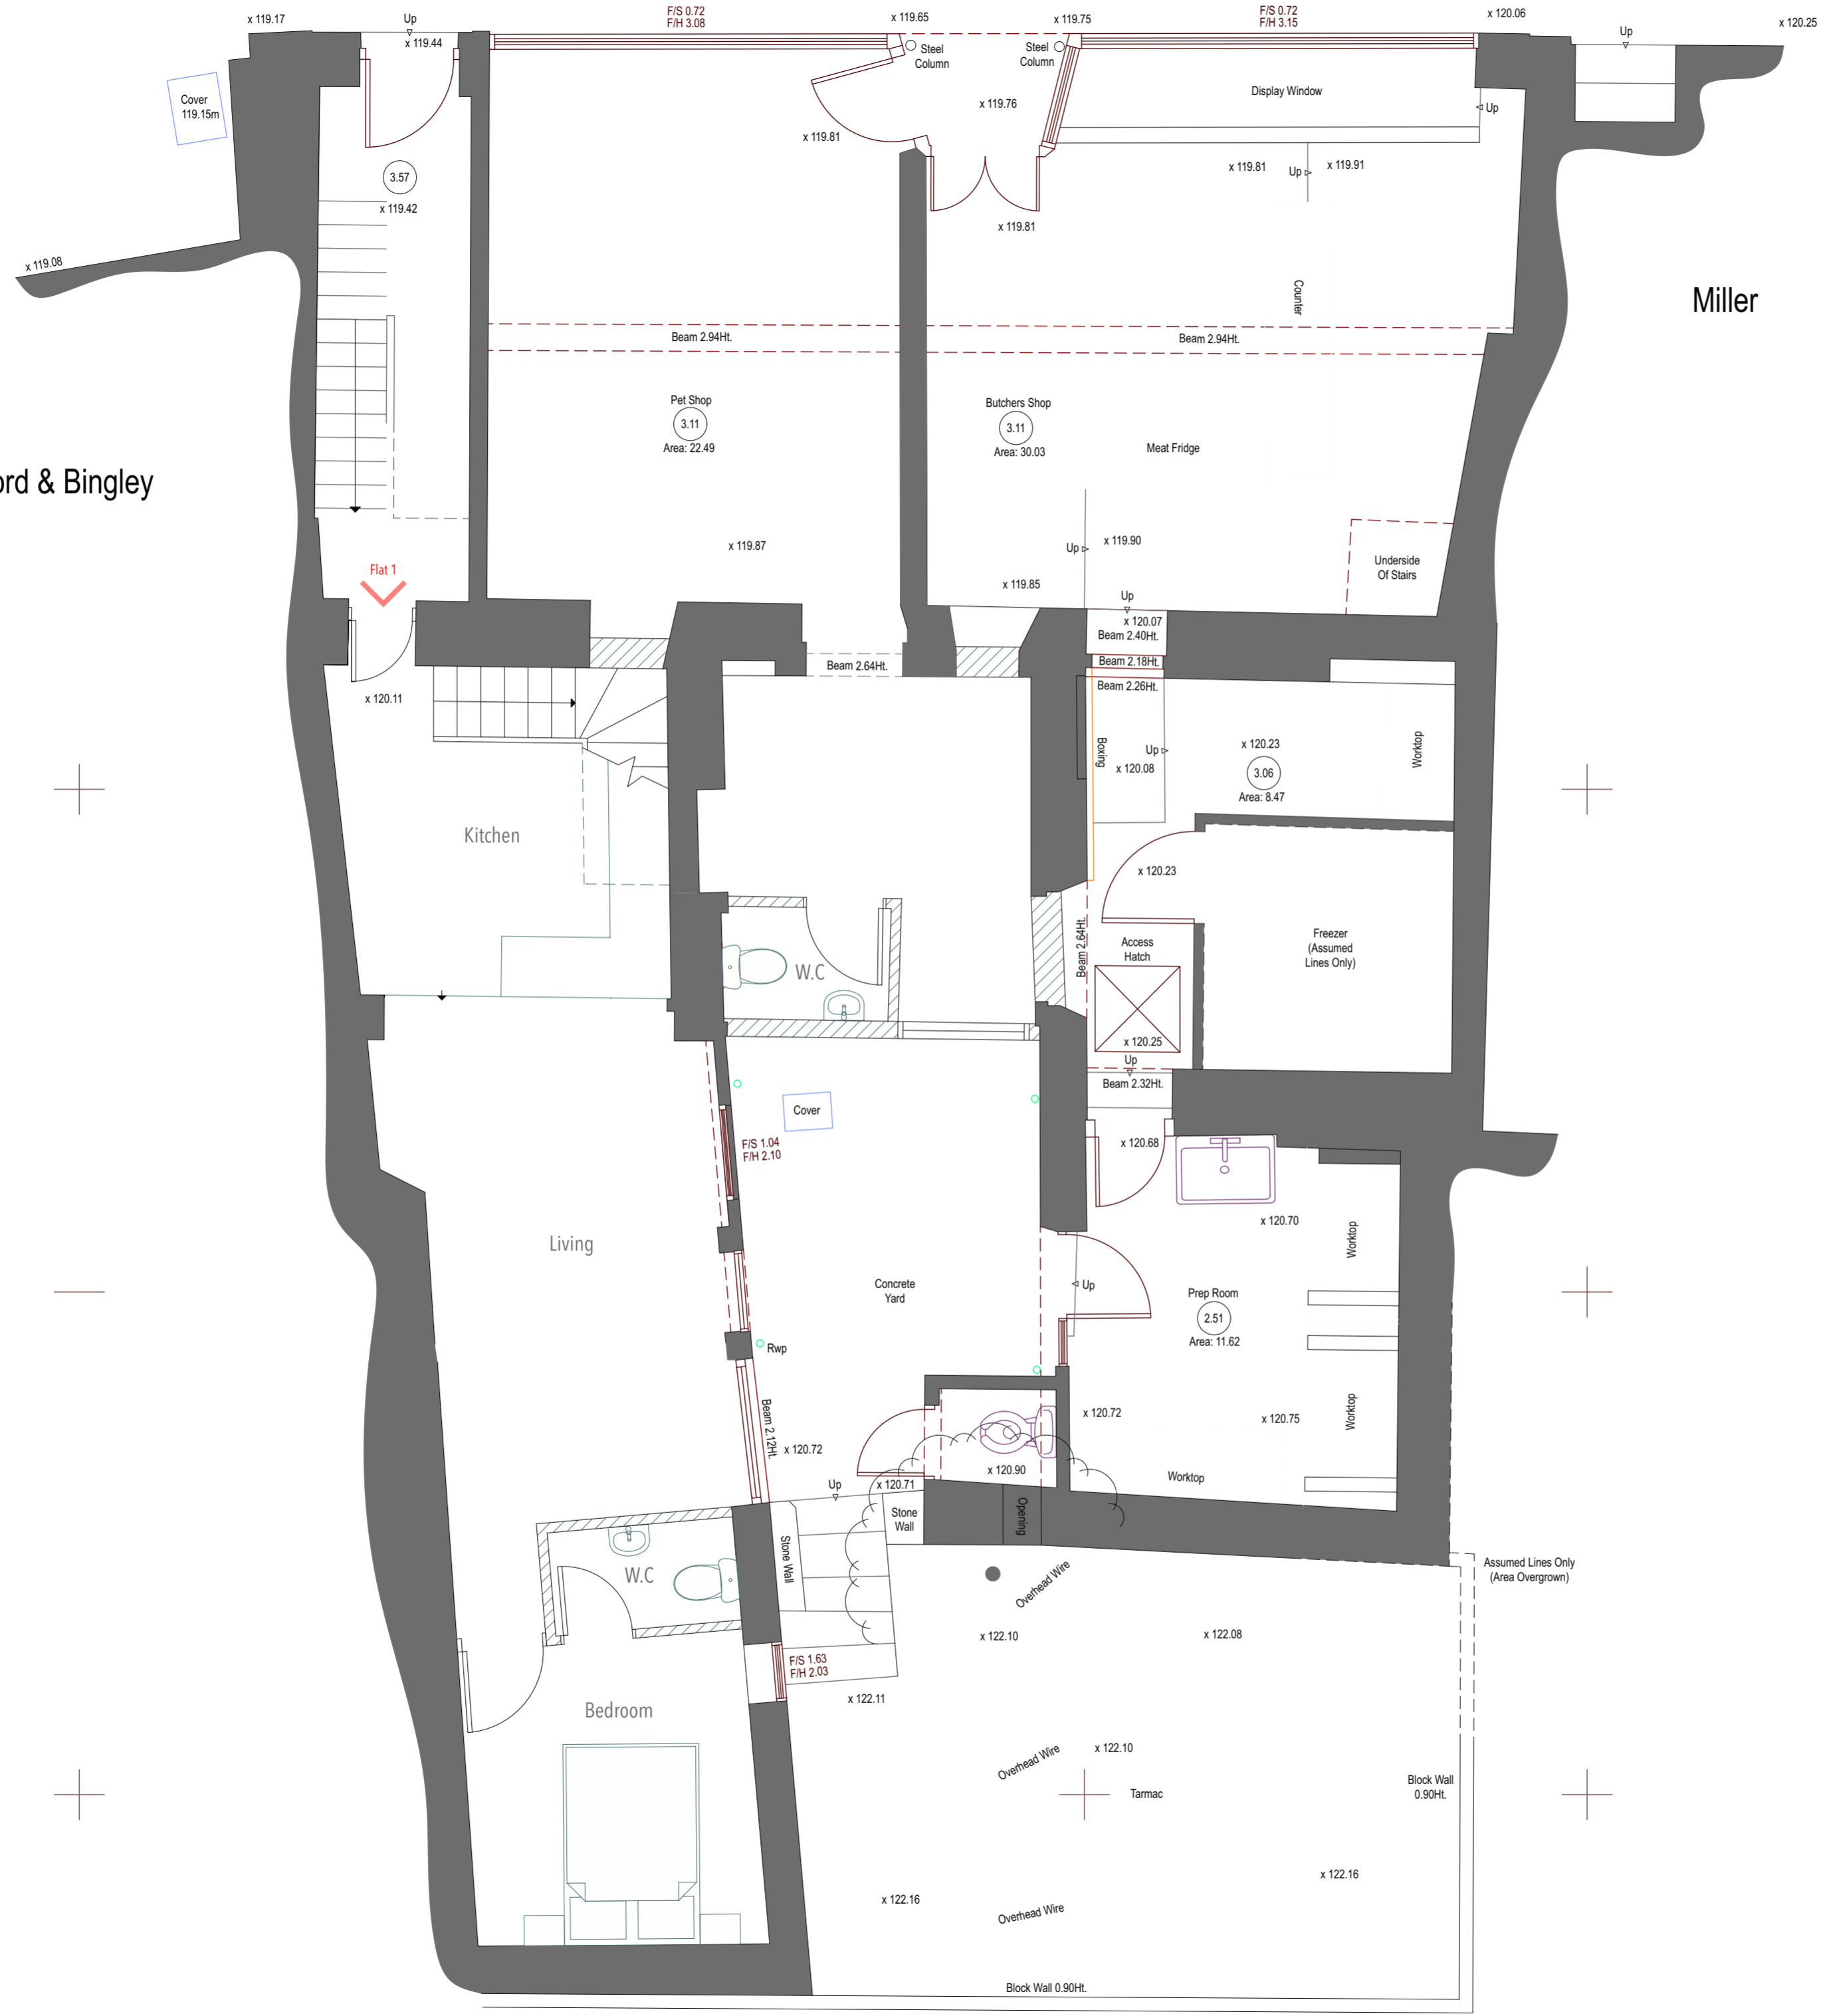 x 119.17
Up
x 119.44
F/S 0.72
F/H 3.08
x 119.65
x 119.75
F/S 0.72
F/H 3.15
x 120.06
Up
x 120.25
Steel
Column
Steel
Column
Cover
119.15m
x 119.76
Display Window
Up
x 119.81
3.57
x 119.42
x 119.81
Up
x 119.91
x 119.81
x 119.08
Counter
Miller
Beam 2.94Ht.
Beam 2.94Ht.
Pet Shop
3.11
Area: 22.49
Butchers Shop
3.11
Area: 30.03
Meat Fridge
ord & Bingley
x 119.87
Up
x 119.90
x 119.85
Underside
Of Stairs
Flat 1
Up
x 120.07
Beam 2.40Ht.
Beam 2.64Ht.
Beam 2.18Ht.
Beam 2.26Ht.
x 120.11
Boxing
Up
x 120.08
x 120.23
3.06
Area: 8.47
Worktop
Kitchen
x 120.23
Beam 2.64Ht.
Access
Hatch
Freezer
(Assumed
Lines Only)
W.C
x 120.25
Up
Beam 2.32Ht.
Cover
F/S 1.04
F/H 2.10
x 120.68
x 120.70
Worktop
Living
Concrete
Yard
Up
Prep Room
2.51
Area: 11.62
Rwp
Beam 2.12Ht.
x 120.72
x 120.72
x 120.75
Worktop
x 120.90
Worktop
Up
x 120.71
Stone
Wall
Opening
Stone Wall
W.C
Overhead Wire
Assumed Lines Only
(Area Overgrown)
x 122.10
x 122.08
F/S 1.63
F/H 2.03
x 122.11
Bedroom
Overhead Wire
x 122.10
Tarmac
Block Wall
0.90Ht.
x 122.16
x 122.16
Overhead Wire
Block Wall 0.90Ht.